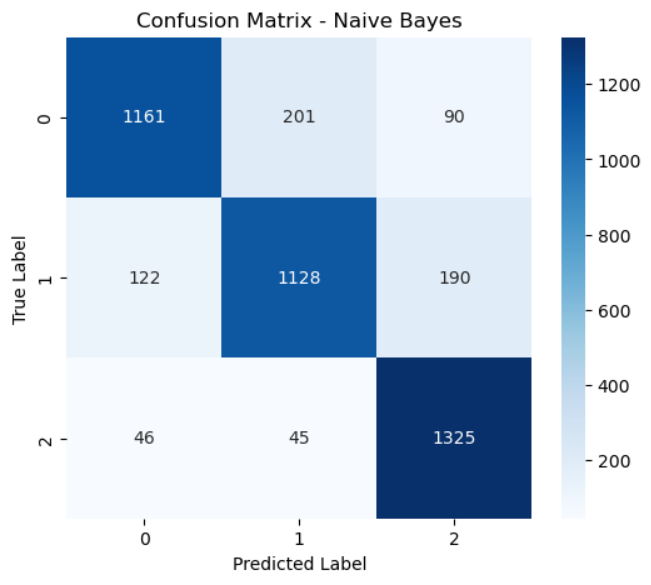 Confusion Matrix - Naive Bayes
0 1161 201 90
1 122 1128 190
2 46 45 1325
0 1 2
True Label
Predicted Label
1200
1000
800
600
400
200